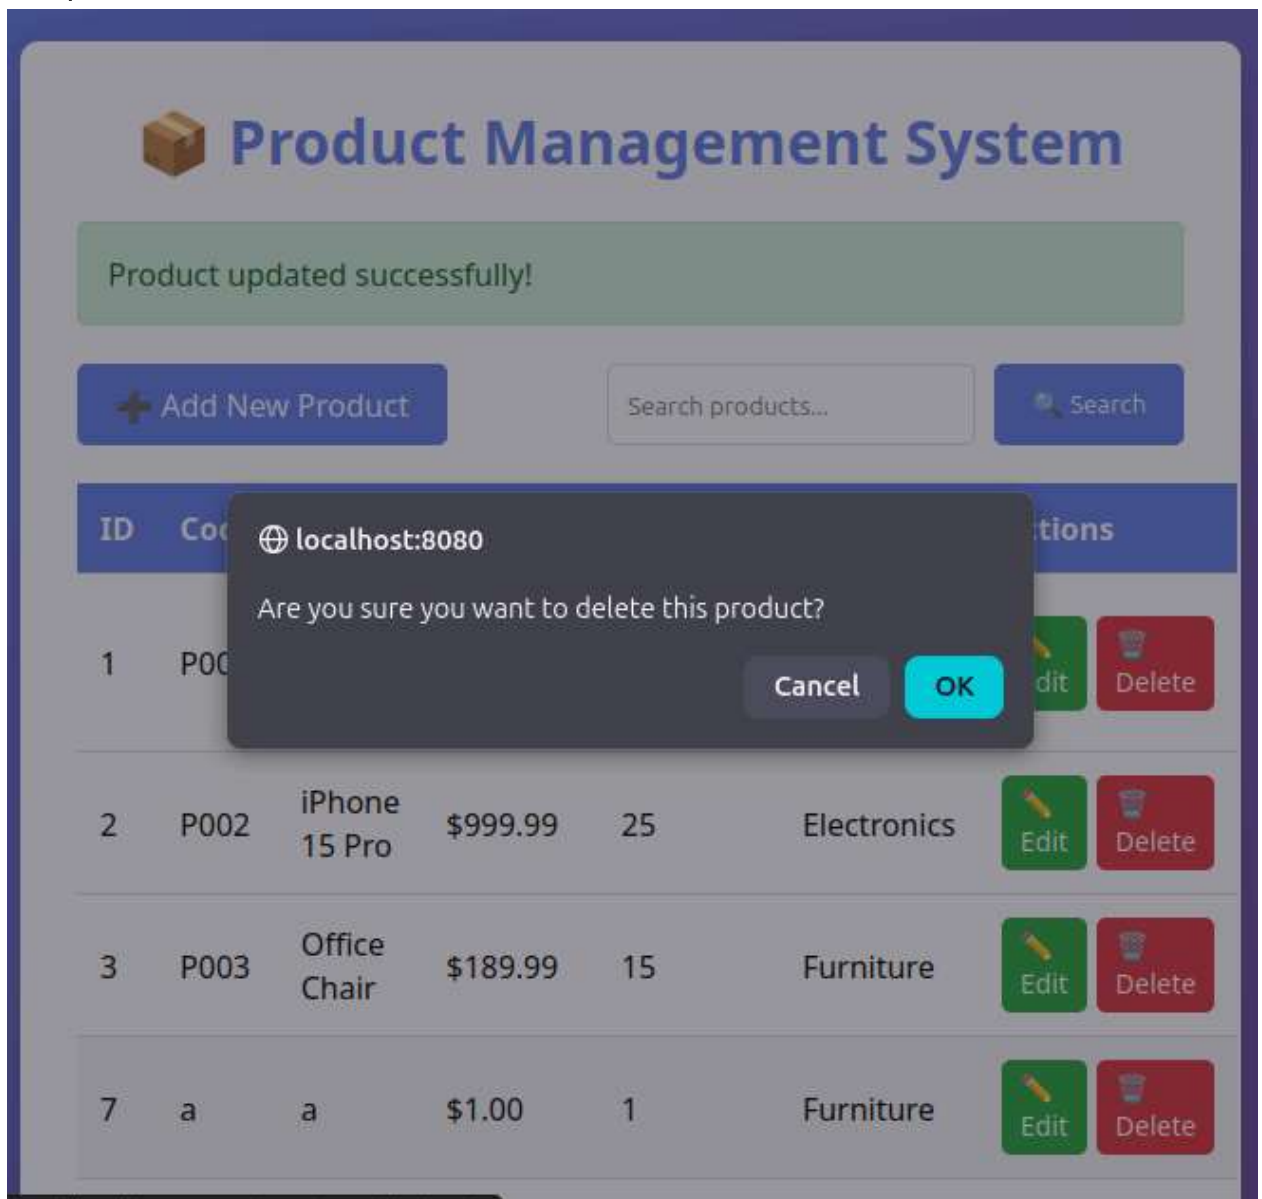 Product Management System
Product updated successfully!
Add New Product
Search products...
Search
ID
localhost:8080
Are you sure you want to delete this product?
Cancel
OK
1
Delete
2 P002 iPhone 15 Pro $999.99 25 Electronics Edit Delete
3 P003 Office Chair $189.99 15 Furniture Edit Delete
7 a a $1.00 1 Furniture Edit Delete